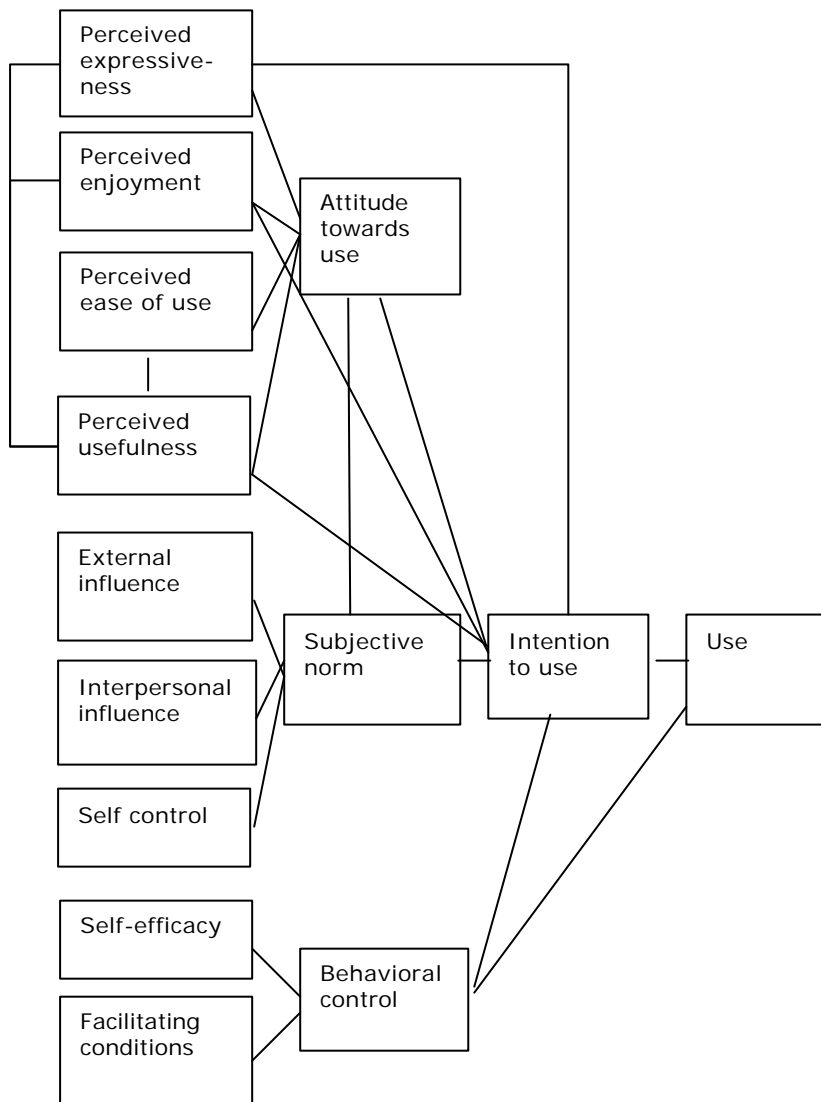 Perceived
expressive-
ness
Perceived
enjoyment
Attitude
towards
use
Perceived
ease of use
Perceived
usefulness
External
influence
Subjective
norm
Intention
to use
Use
Interpersonal
influence
Self control
Self-efficacy
Behavioral
control
Facilitating
conditions